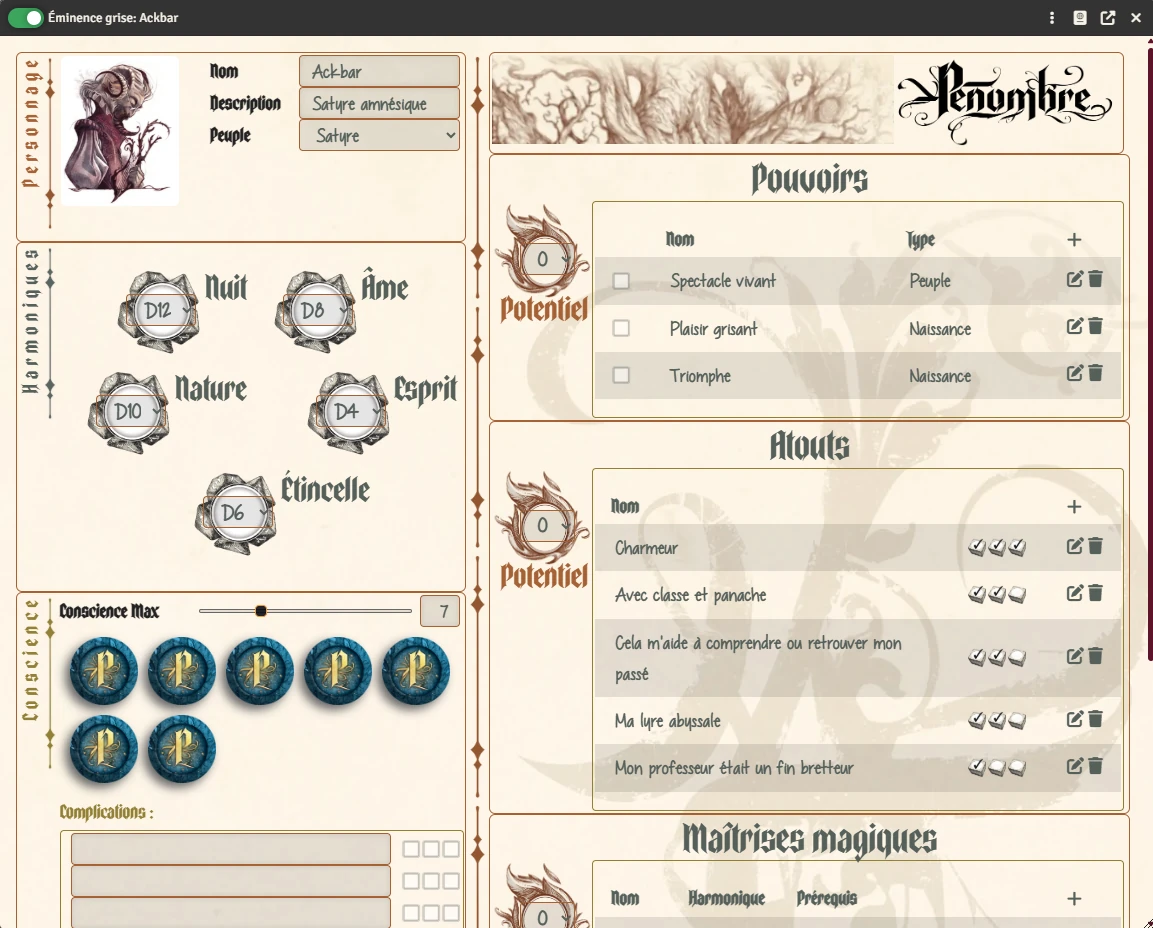 Éminence grise: Ackbar
Personnage
Nom
Ackbar
Description
Satyre amnésique
Peuple
Satyre
Harmoniques
D12
Nuit
D8
Âme
D10
Nature
D4
Esprit
D6
Étincelle
Conscience
Conscience Max
7
P P P P P
P P
Complications :
Pénombre
Pouvoirs
0
Potentiel
Nom Type +
Spectacle vivant Peuple
Plaisir grisant Naissance
Triomphe Naissance
Atouts
0
Potentiel
Nom +
Charmeur
Avec classe et panache
Cela m'aide à comprendre ou retrouver mon
passé
Ma lyre abyssale
Mon professeur était un fin bretteur
Maîtrises magiques
0
Nom Harmonique Prérequis +